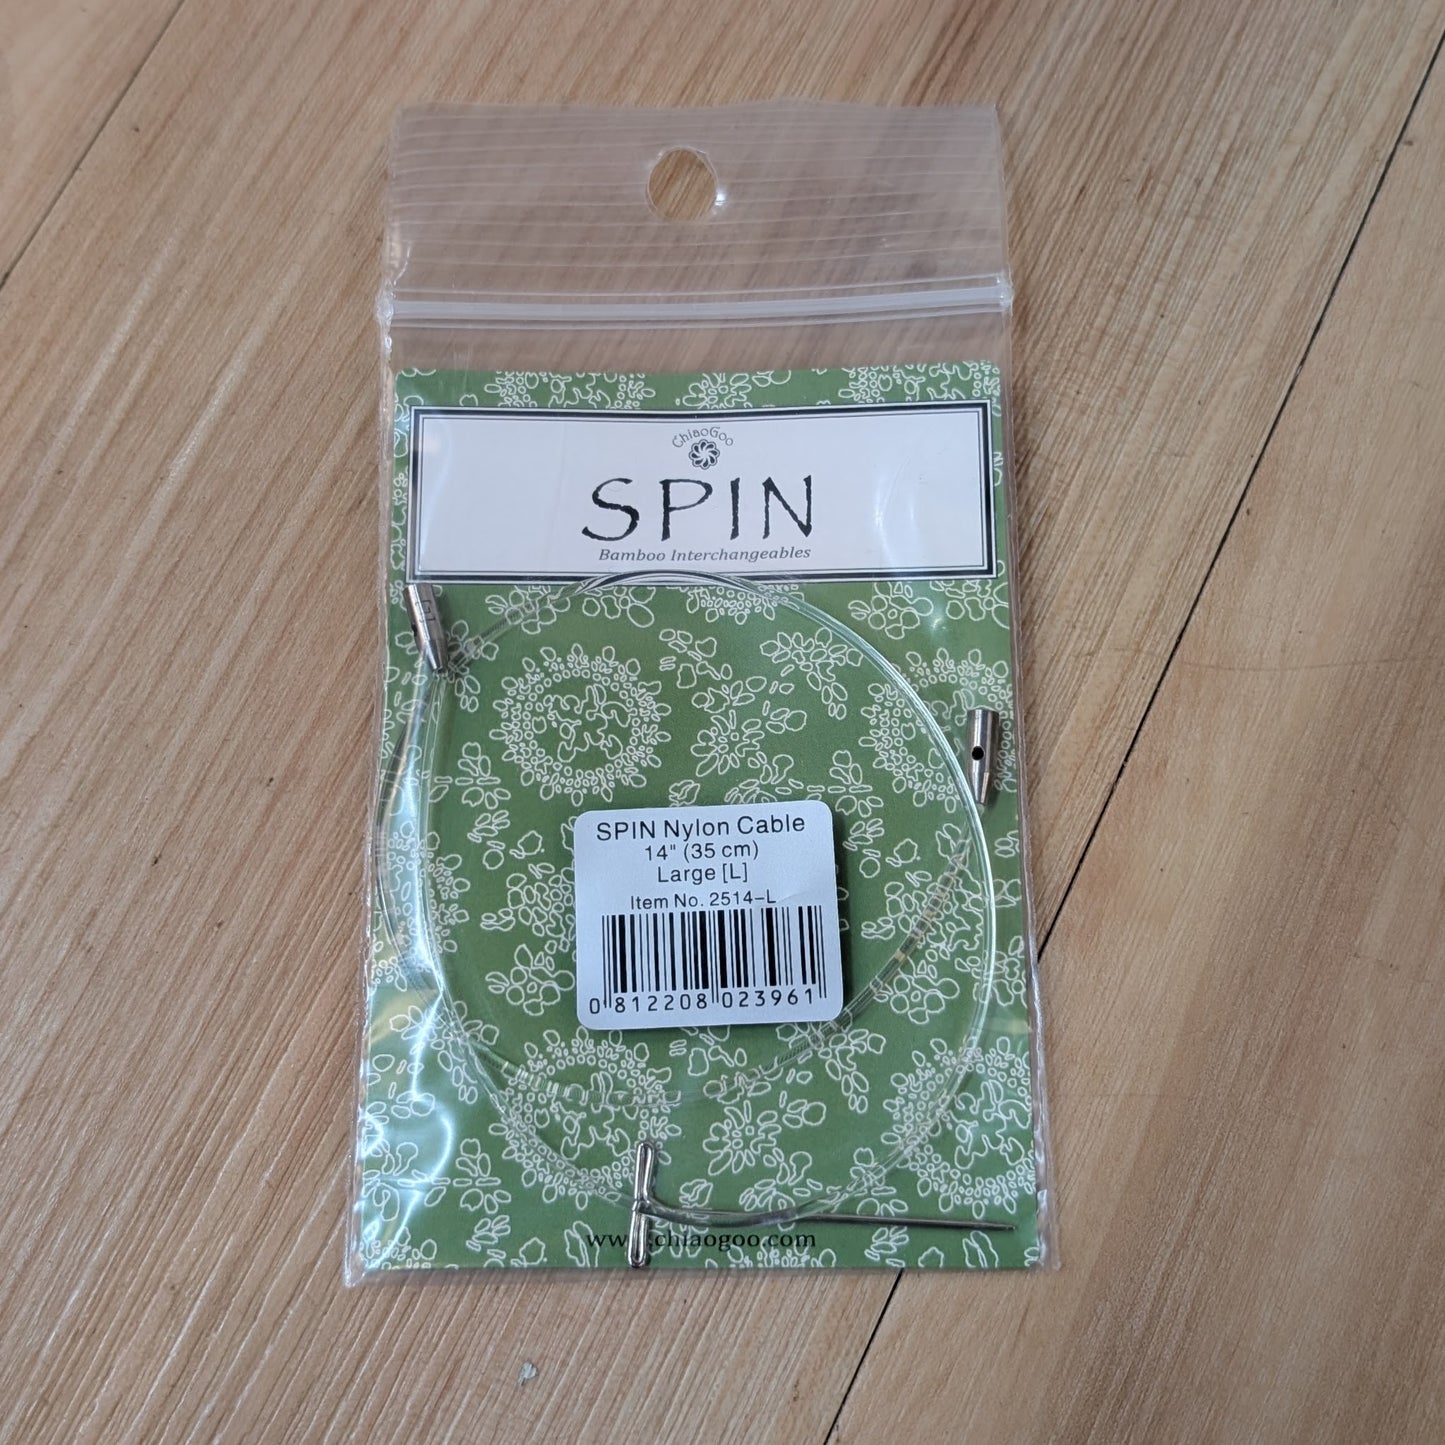 ChiaoGoo
SPIN
Bamboo Interchangeables
[L]
SPIN Nylon Cable
14" (35 cm)
Large [L]
Item No. 2514-L
0 812208 023961
www.chiaogoo.com